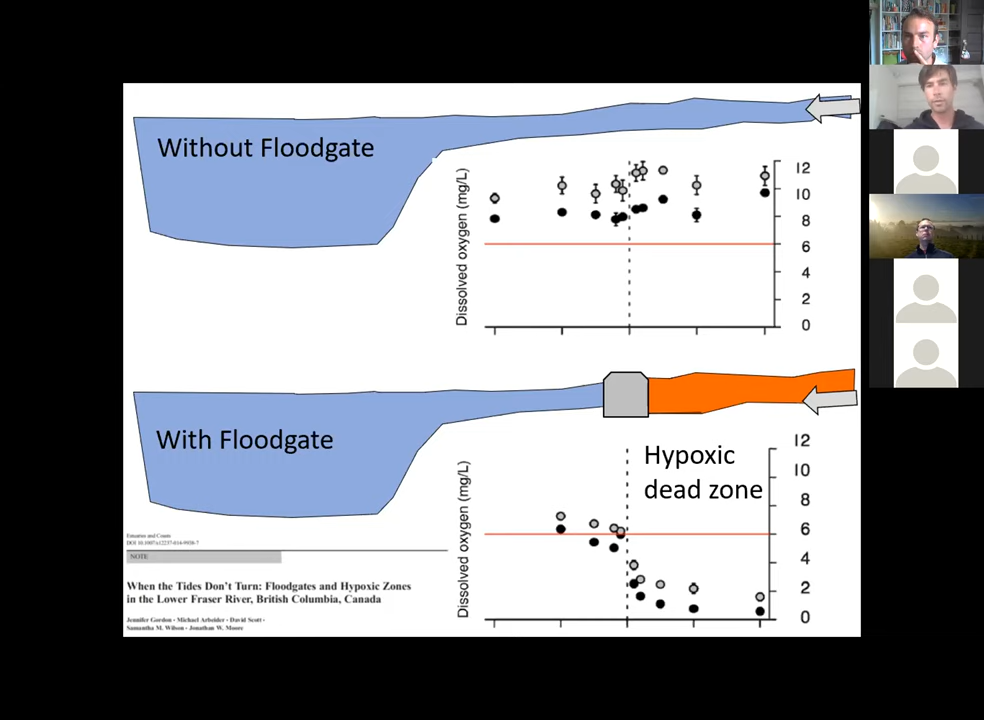 Without Floodgate
Dissolved oxygen (mg/L)
12
10
8
6
4
2
0
With Floodgate
Hypoxic
dead zone
Dissolved oxygen (mg/L)
12
10
8
6
4
2
0
Estuaries and Coasts
NOTE
When the Tides Don't Turn: Floodgates and Hypoxic Zones
in the Lower Fraser River, British Columbia, Canada
Jennifer Gordon · Michael Arbeider · David Scott ·
Samantha M. Wilson · Jonathan W. Moore